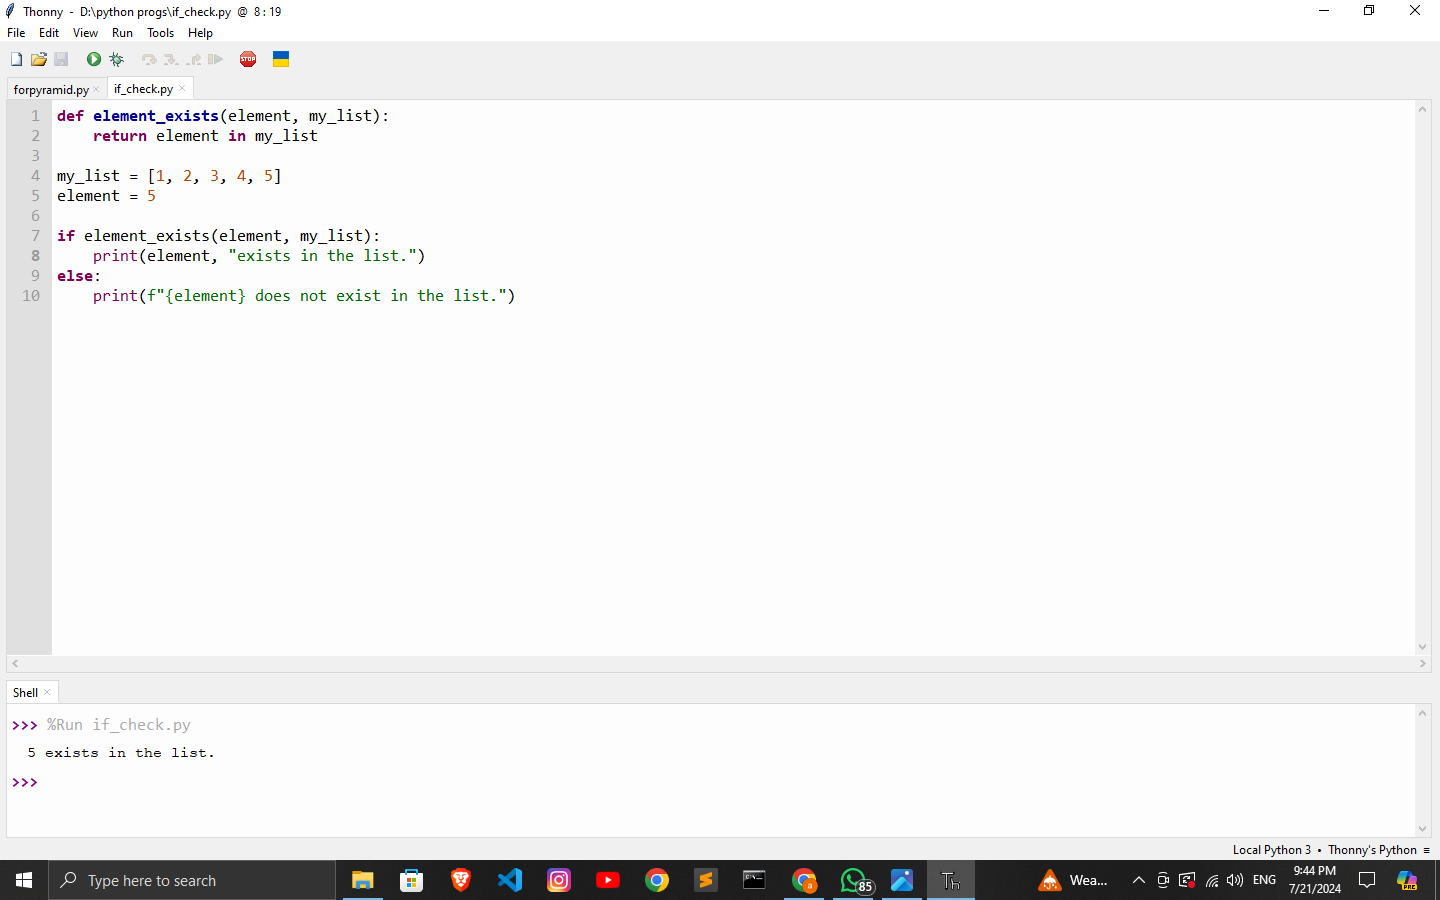 Thonny - D:\python progs\if_check.py @ 8:19
File Edit View Run Tools Help
STOP
forpyramid.py × if_check.py ×
1 def element_exists(element, my_list):
2     return element in my_list
3
4 my_list = [1, 2, 3, 4, 5]
5 element = 5
6
7 if element_exists(element, my_list):
8     print(element, "exists in the list.")
9 else:
10     print(f"{element} does not exist in the list.")
Shell ×
>>> %Run if_check.py
5 exists in the list.
>>>
Local Python 3 • Thonny's Python ≡
Type here to search
85
Th
Wea...
ENG
9:44 PM
7/21/2024
PRE